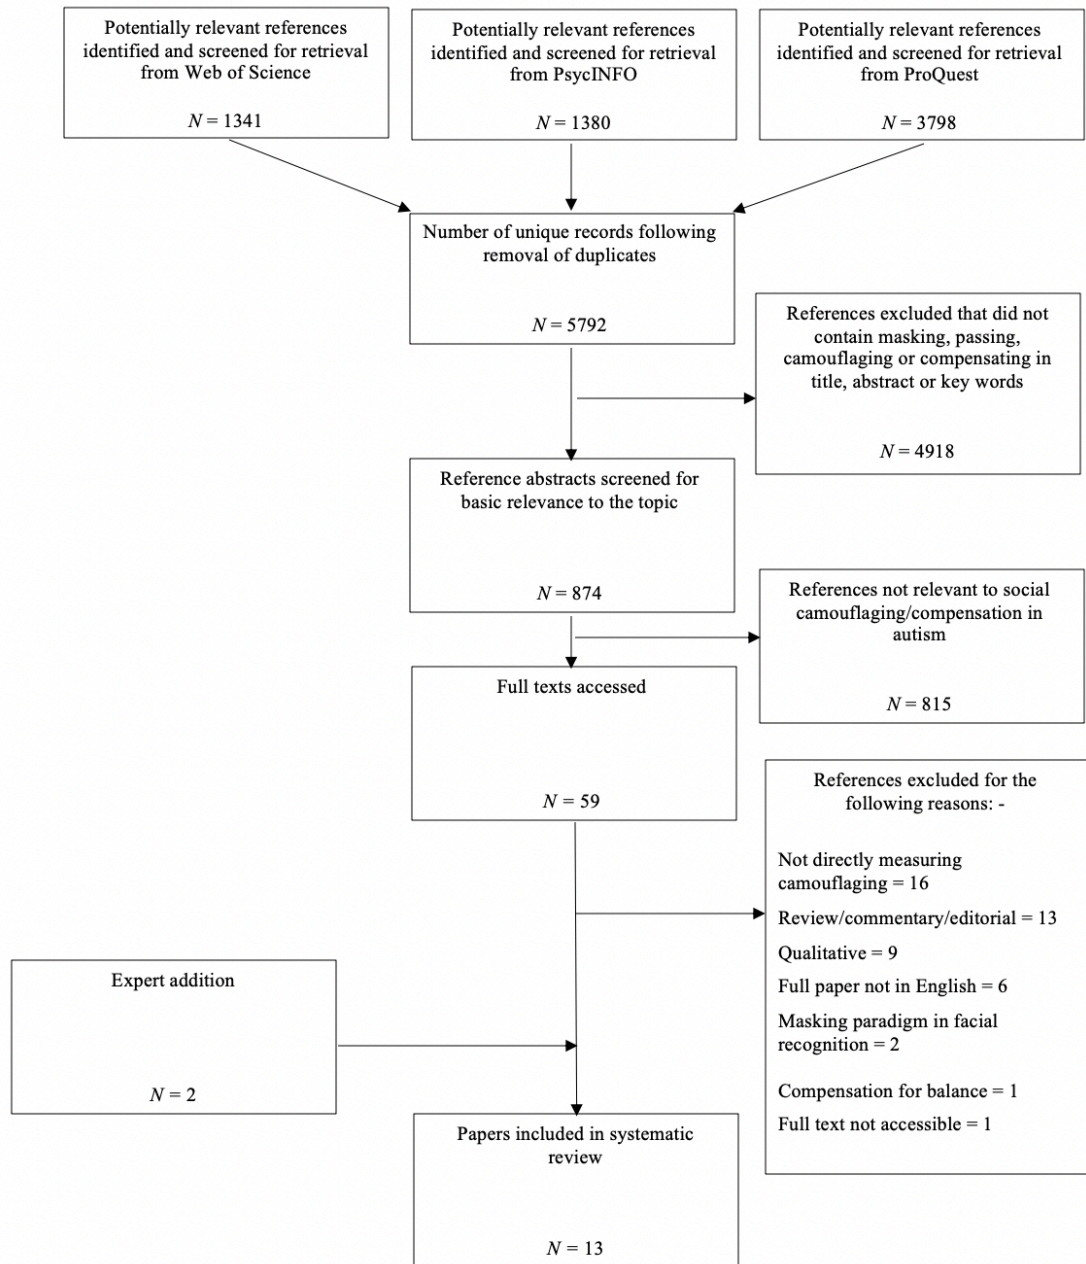 Potentially relevant references
identified and screened for retrieval
from Web of Science
N = 1341
Potentially relevant references
identified and screened for retrieval
from PsycINFO
N = 1380
Potentially relevant references
identified and screened for retrieval
from ProQuest
N = 3798
Number of unique records following
removal of duplicates
N = 5792
References excluded that did not
contain masking, passing,
camouflaging or compensating in
title, abstract or key words
N = 4918
Reference abstracts screened for
basic relevance to the topic
N = 874
References not relevant to social
camouflaging/compensation in
autism
N = 815
Full texts accessed
N = 59
References excluded for the
following reasons: -
Not directly measuring
camouflaging = 16
Review/commentary/editorial = 13
Qualitative = 9
Full paper not in English = 6
Masking paradigm in facial
recognition = 2
Compensation for balance = 1
Full text not accessible = 1
Expert addition
N = 2
Papers included in systematic
review
N = 13